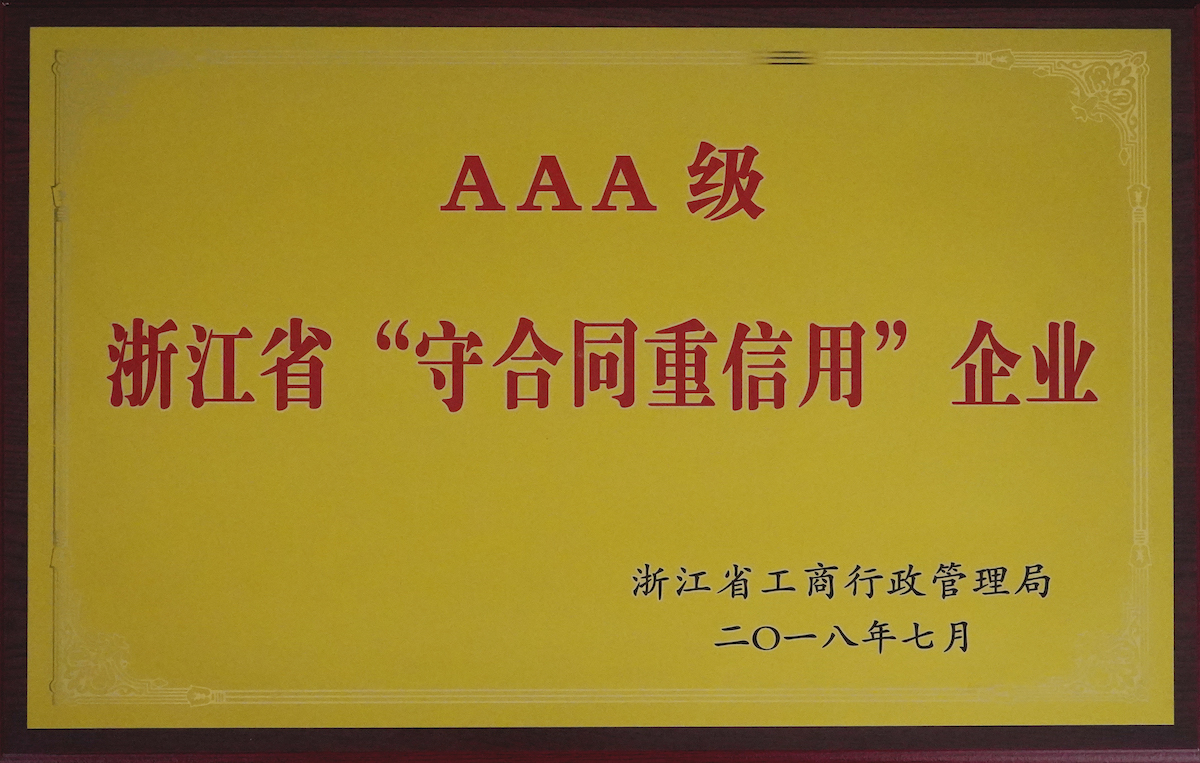 AAA级
浙江省“守合同重信用”企业
浙江省工商行政管理局
二〇一八年七月